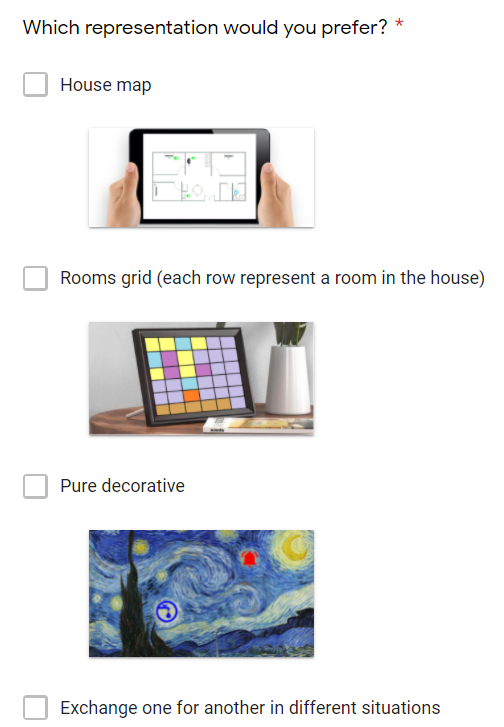 Which representation would you prefer? *
House map
Rooms grid (each row represent a room in the house)
Pure decorative
Exchange one for another in different situations